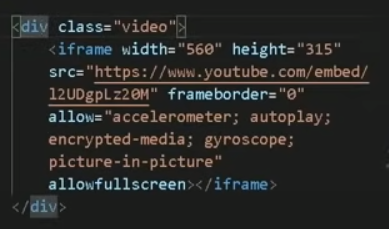 <div class="video">
<iframe width="560" height="315"
src="https://www.youtube.com/embed/
l2UDgpLz20M" frameborder="0"
allow="accelerometer; autoplay;
encrypted-media; gyroscope;
picture-in-picture"
allowfullscreen></iframe>
</div>